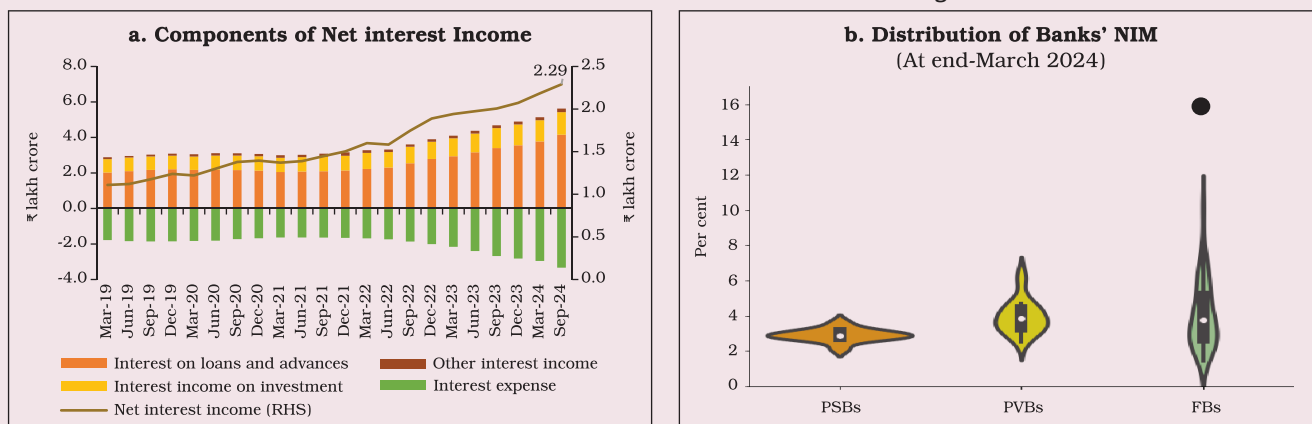 a. Components of Net interest Income
8.0
6.0
4.0
2.0
0.0
-2.0
-4.0
₹ lakh crore
2.29
2.5
2.0
1.5
1.0
0.5
0.0
₹ lakh crore
Mar-19
Jun-19
Sep-19
Dec-19
Mar-20
Jun-20
Sep-20
Dec-20
Mar-21
Jun-21
Sep-21
Dec-21
Mar-22
Jun-22
Sep-22
Dec-22
Mar-23
Jun-23
Sep-23
Dec-23
Mar-24
Sep-24
Interest on loans and advances
Other interest income
Interest income on investment
Interest expense
Net interest income (RHS)
b. Distribution of Banks' NIM
(At end-March 2024)
Per cent
16
14
12
10
8
6
4
2
0
PSBs
PVBs
FBs